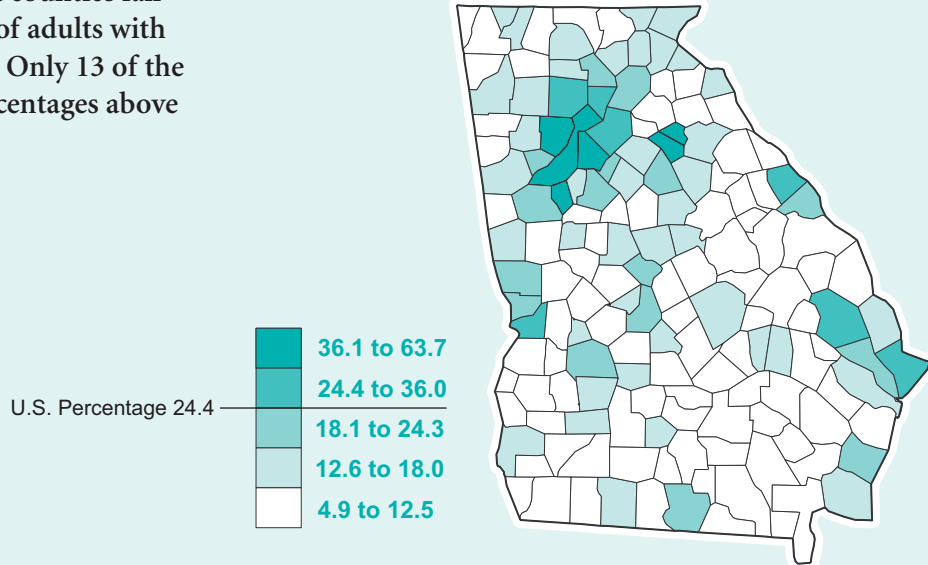 of adults with
Only 13 of the
centages above
36.1 to 63.7
24.4 to 36.0
U.S. Percentage 24.4
18.1 to 24.3
12.6 to 18.0
4.9 to 12.5